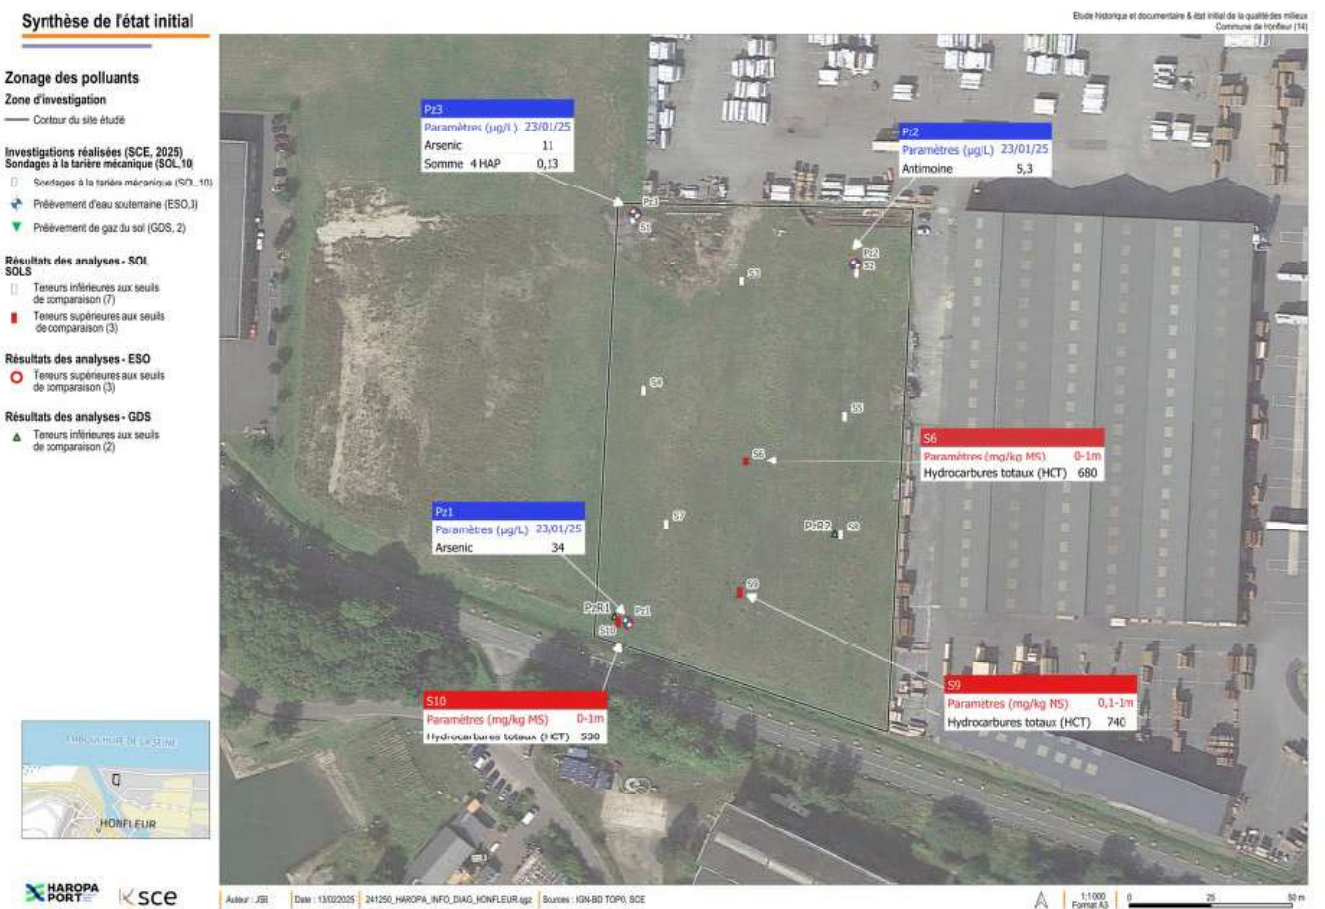 Synthèse de l'état initial
Etude historique et documentaire & état initial de la qualité des milieux
Commune de Honfleur (14)
Zonage des polluants
Zone d'investigation
Contour du site étudié
Investigations réalisées (SCE, 2025)
Sondages à la tarière mécanique (SOL,10)
Sondages à la tarière mécanique (SOL,10)
Prélèvement d'eau souterraine (ESO,3)
Prélèvement de gaz du sol (GDS, 2)
Résultats des analyses - SOL
SOLS
Teneurs inférieures aux seuils
de comparaison (7)
Teneurs supérieures aux seuils
de comparaison (3)
Résultats des analyses - ESO
Teneurs supérieures aux seuils
de comparaison (3)
Résultats des analyses - GDS
Teneurs inférieures aux seuils
de comparaison (2)
Pz3
Paramètres (µg/L) 23/01/25
Arsenic 11
Somme 4 HAP 0,13
Pz2
Paramètres (µg/L) 23/01/25
Antimoine 5,3
Pz3
S1
Pz2
S2
S3
S4
S5
S6
Paramètres (mg/kg MS) 0-1m
Hydrocarbures totaux (HCT) 680
S6
Pz1
Paramètres (µg/L) 23/01/25
Arsenic 34
S7
PzR2 S8
S9
PzR1 Pz1
S10
S10
Paramètres (mg/kg MS) 0-1m
Hydrocarbures totaux (HCT)
S9
Paramètres (mg/kg MS) 0,1-1m
Hydrocarbures totaux (HCT) 740
EMBOUCHURE DE LA SEINE
HONFLEUR
HAROPA
PORT
sce
Auteur : JSB
Date : 13/02/2025
241250_HAROPA_INFO_DIAG_HONFLEUR.qgz
Sources : IGN-BD TOPO, SCE
1:1 000
Format A3
0 25 50 m